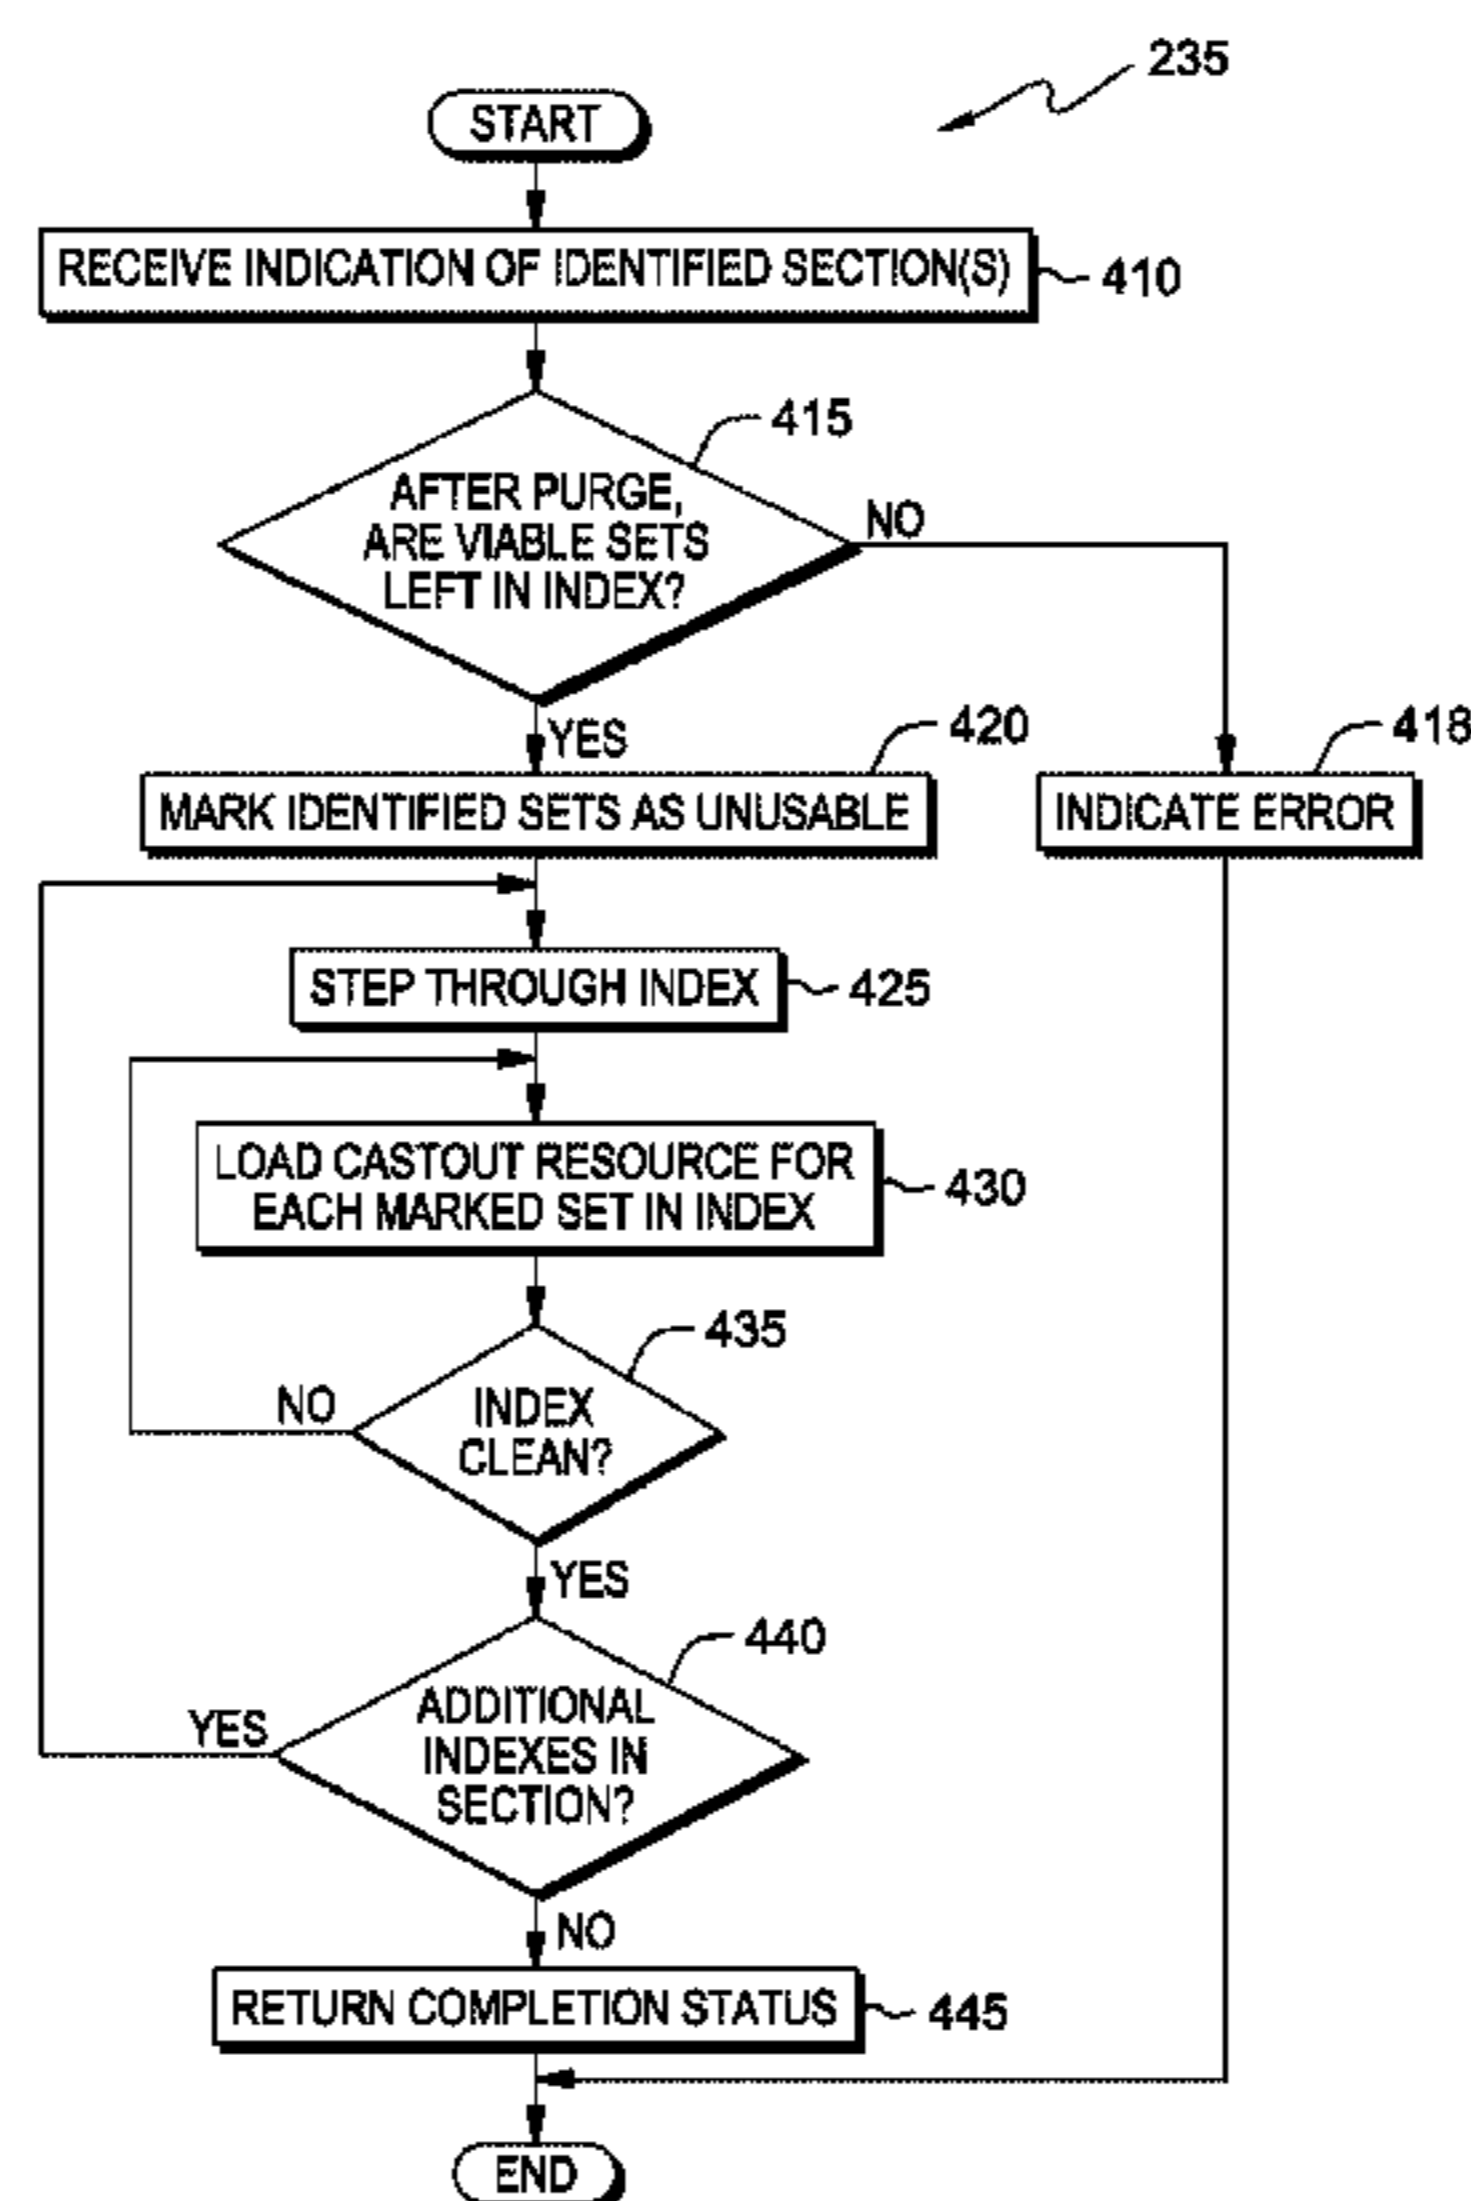 235
START
RECEIVE INDICATION OF IDENTIFIED SECTION(S)
410
415
AFTER PURGE,
ARE VIABLE SETS
LEFT IN INDEX?
NO
YES
420
418
MARK IDENTIFIED SETS AS UNUSABLE
INDICATE ERROR
STEP THROUGH INDEX
425
LOAD CASTOUT RESOURCE FOR
EACH MARKED SET IN INDEX
430
435
INDEX
CLEAN?
NO
YES
440
ADDITIONAL
INDEXES IN
SECTION?
YES
NO
RETURN COMPLETION STATUS
445
END